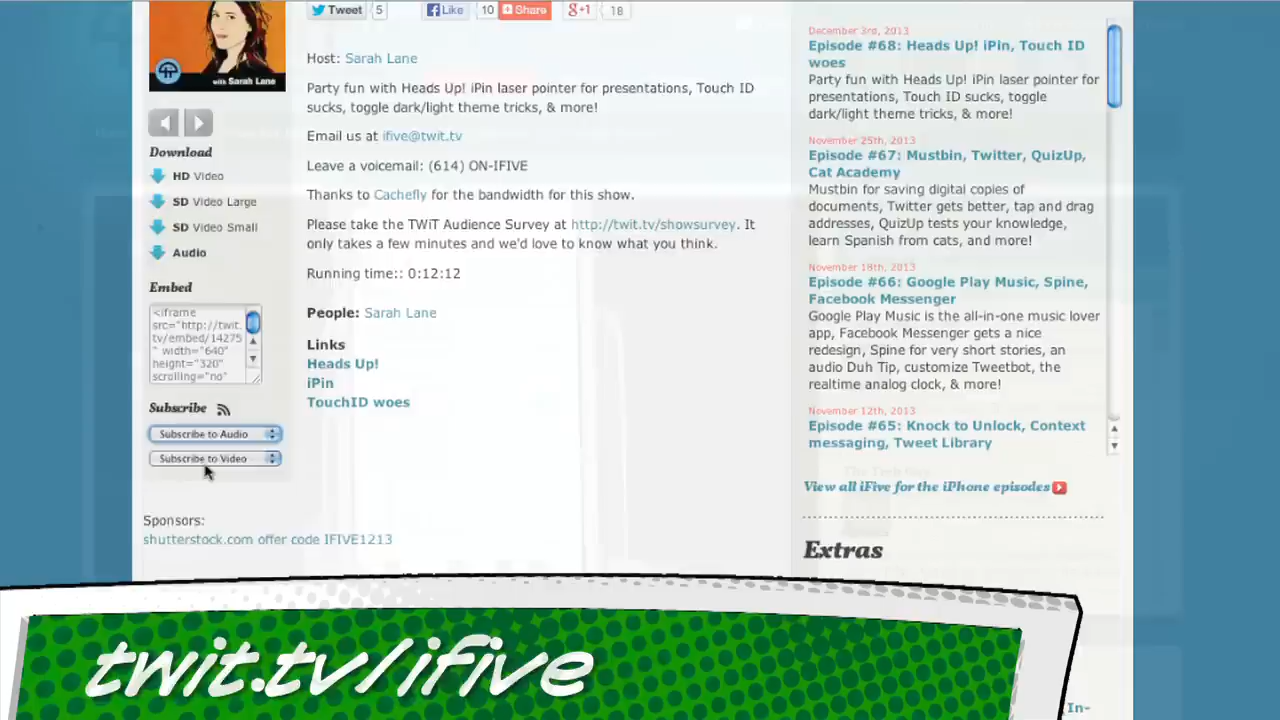 with Sarah Lane
Download
HD Video
SD Video Large
SD Video Small
Audio
Embed
<iframe
src="http://twit.
tv/embed/14275
" width="640"
height="320"
scrolling="no"
Subscribe
Subscribe to Audio
Subscribe to Video
Sponsors:
shutterstock.com offer code IFIVE1213
Tweet 5 Like 10 Share +1 18
Host: Sarah Lane
Party fun with Heads Up! iPin laser pointer for presentations, Touch ID
sucks, toggle dark/light theme tricks, & more!
Email us at ifive@twit.tv
Leave a voicemail: (614) ON-IFIVE
Thanks to Cachefly for the bandwidth for this show.
Please take the TWiT Audience Survey at http://twit.tv/showsurvey. It
only takes a few minutes and we'd love to know what you think.
Running time:: 0:12:12
People: Sarah Lane
Links
Heads Up!
iPin
TouchID woes
December 3rd, 2013
Episode #68: Heads Up! iPin, Touch ID
woes
Party fun with Heads Up! iPin laser pointer for
presentations, Touch ID sucks, toggle
dark/light theme tricks, & more!
November 25th, 2013
Episode #67: Mustbin, Twitter, QuizUp,
Cat Academy
Mustbin for saving digital copies of
documents, Twitter gets better, tap and drag
addresses, QuizUp tests your knowledge,
learn Spanish from cats, and more!
November 18th, 2013
Episode #66: Google Play Music, Spine,
Facebook Messenger
Google Play Music is the all-in-one music lover
app, Facebook Messenger gets a nice
redesign, Spine for very short stories, an
audio Duh Tip, customize Tweetbot, the
realtime analog clock, & more!
November 12th, 2013
Episode #65: Knock to Unlock, Context
messaging, Tweet Library
View all iFive for the iPhone episodes
Extras
In-
twit.tv/ifive